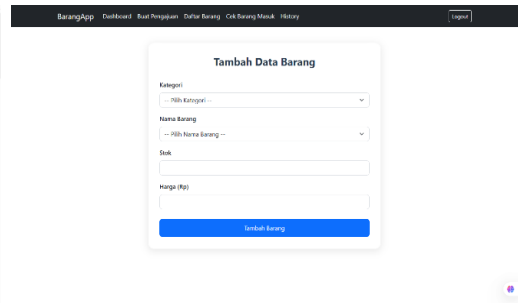 BarangApp Dashboard Buat Pengajuan Daftar Barang Cek Barang Masuk History Logout
Tambah Data Barang
Kategori
-- Pilih Kategori --
Nama Barang
-- Pilih Nama Barang --
Stok
Harga (Rp)
Tambah Barang